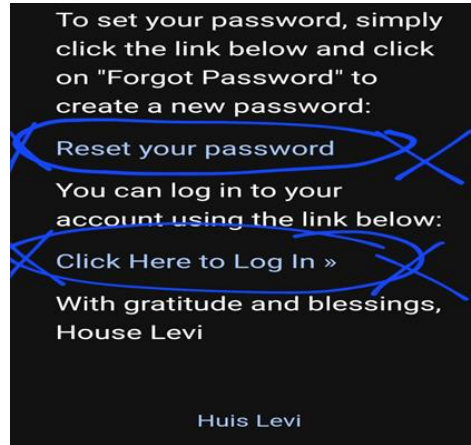 To set your password, simply
click the link below and click
on "Forgot Password" to
create a new password:
Reset your password
You can log in to your
account using the link below:
Click Here to Log In »
With gratitude and blessings,
House Levi
Huis Levi